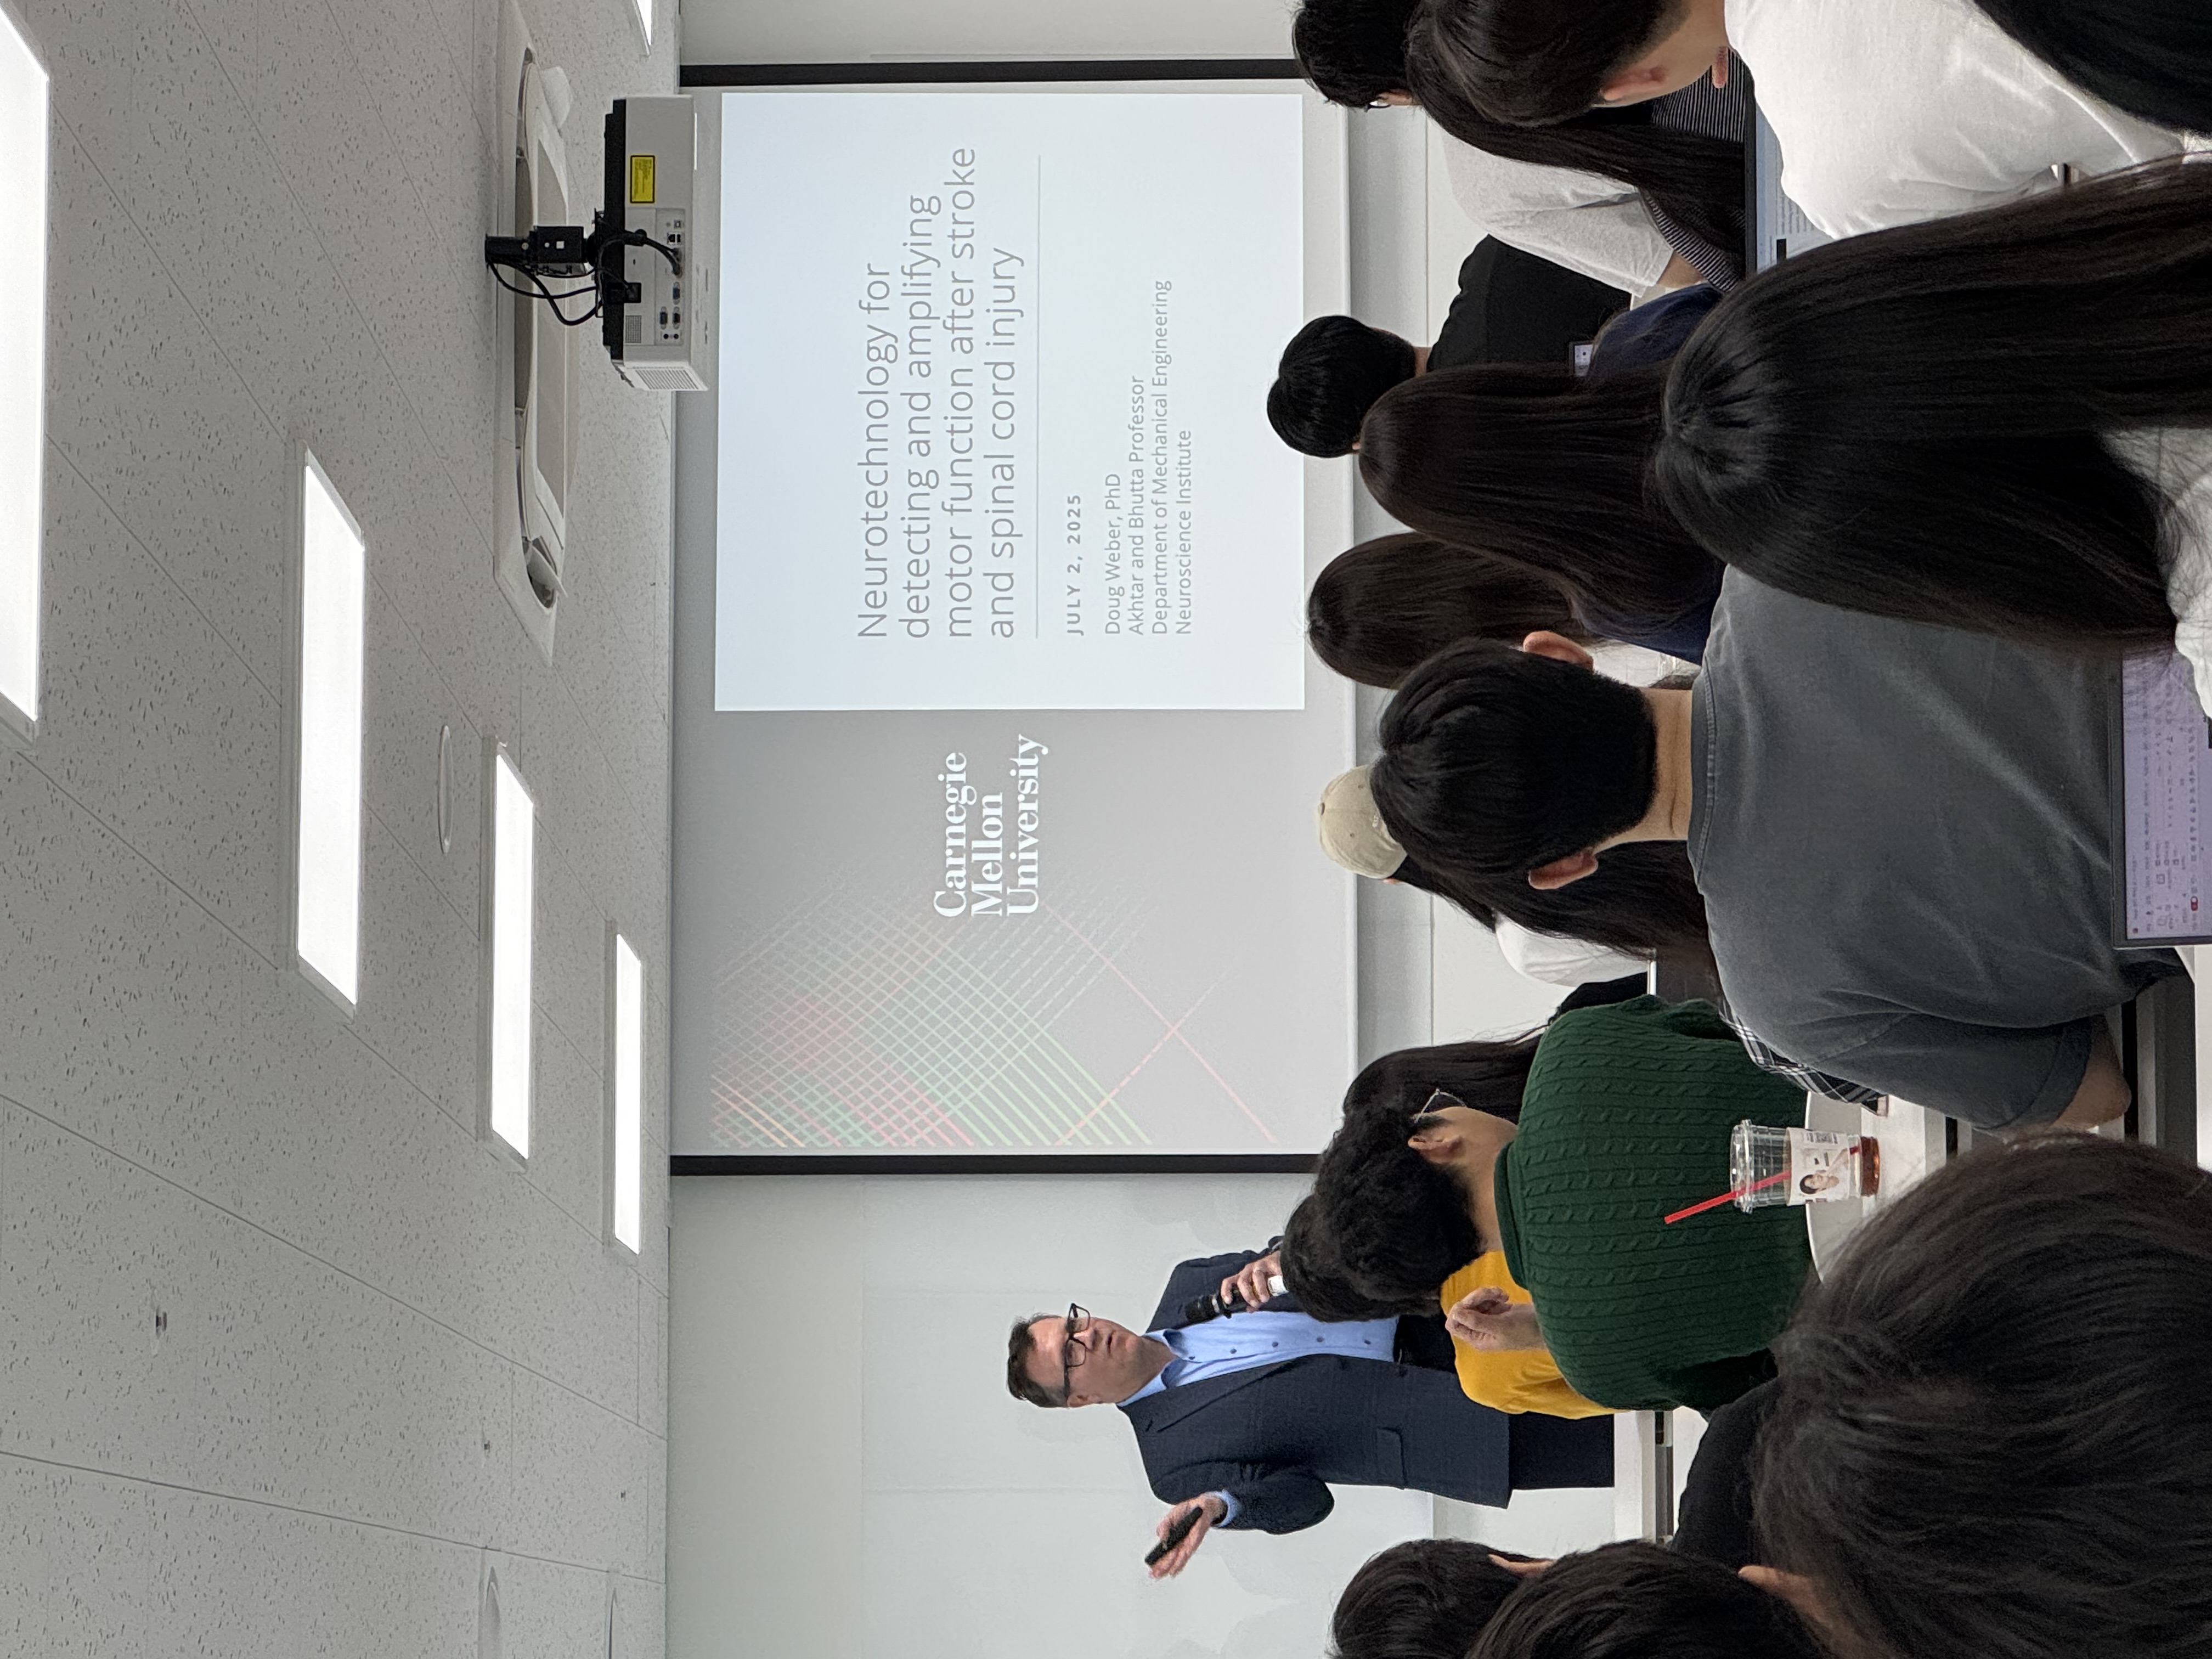 Carnegie
Mellon
University
Neurotechnology for
detecting and amplifying
motor function after stroke
and spinal cord injury
JULY 2, 2025
Doug Weber, PhD
Akhtar and Bhutta Professor
Department of Mechanical Engineering
Neuroscience Institute